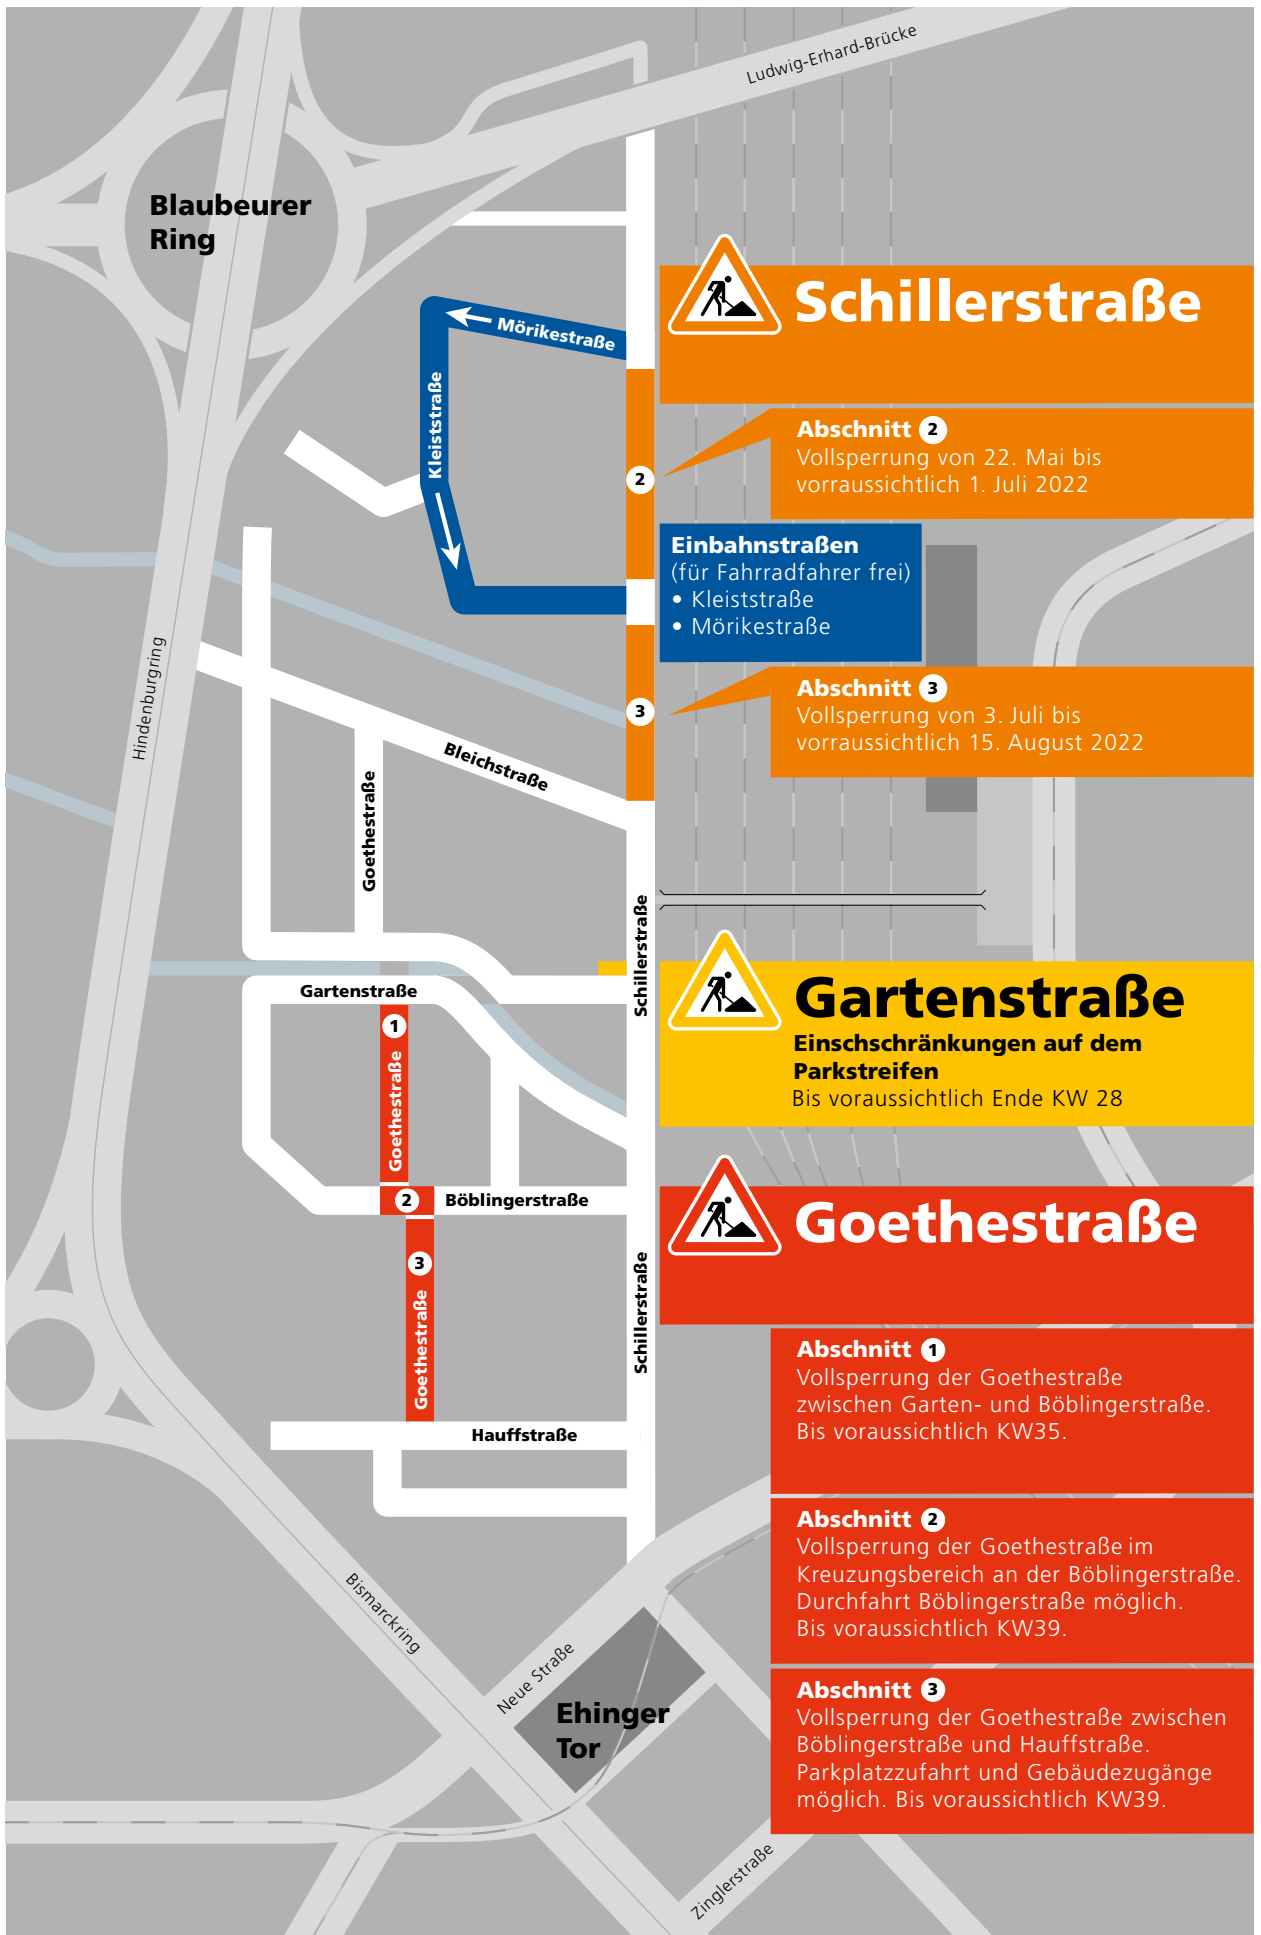 Ludwig-Erhard-Brücke
Blaubeurer
Ring
Schillerstraße
Mörikestraße
Kleiststraße
Abschnitt 2
Vollsperrung von 22. Mai bis
vorraussichtlich 1. Juli 2022
2
Einbahnstraßen
(für Fahrradfahrer frei)
• Kleiststraße
• Mörikestraße
Hindenburgring
Abschnitt 3
Vollsperrung von 3. Juli bis
vorraussichtlich 15. August 2022
3
Bleichstraße
Goethestraße
Schillerstraße
Gartenstraße
Gartenstraße
Einschschränkungen auf dem
Parkstreifen
Bis voraussichtlich Ende KW 28
1
Goethestraße
2
Böblingerstraße
Goethestraße
3
Goethestraße
Schillerstraße
Abschnitt 1
Vollsperrung der Goethestraße
zwischen Garten- und Böblingerstraße.
Bis voraussichtlich KW35.
Hauffstraße
Abschnitt 2
Vollsperrung der Goethestraße im
Kreuzungsbereich an der Böblingerstraße.
Durchfahrt Böblingerstraße möglich.
Bis voraussichtlich KW39.
Bismarckring
Neue Straße
Ehinger
Tor
Abschnitt 3
Vollsperrung der Goethestraße zwischen
Böblingerstraße und Hauffstraße.
Parkplatzzufahrt und Gebäudezugänge
möglich. Bis voraussichtlich KW39.
Zinglerstraße